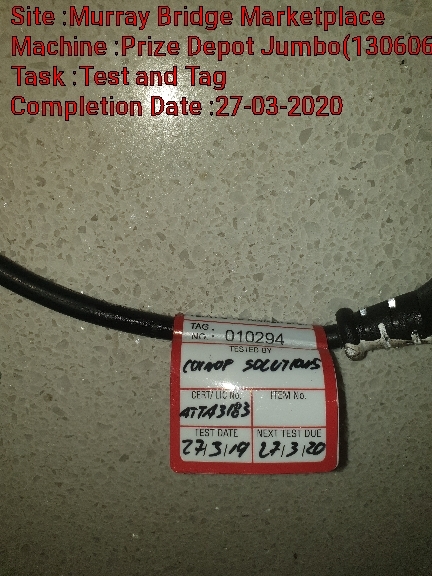 Site :Murray Bridge Marketplace
Machine :Prize Depot Jumbo(130606
Task :Test and Tag
Completion Date :27-03-2020
TAG NO. 010294
TESTED BY
COINOP SOLUTIONS
CERT/LIC No. ITEM No.
ATTA3183
TEST DATE NEXT TEST DUE
27/3/19 27/3/20